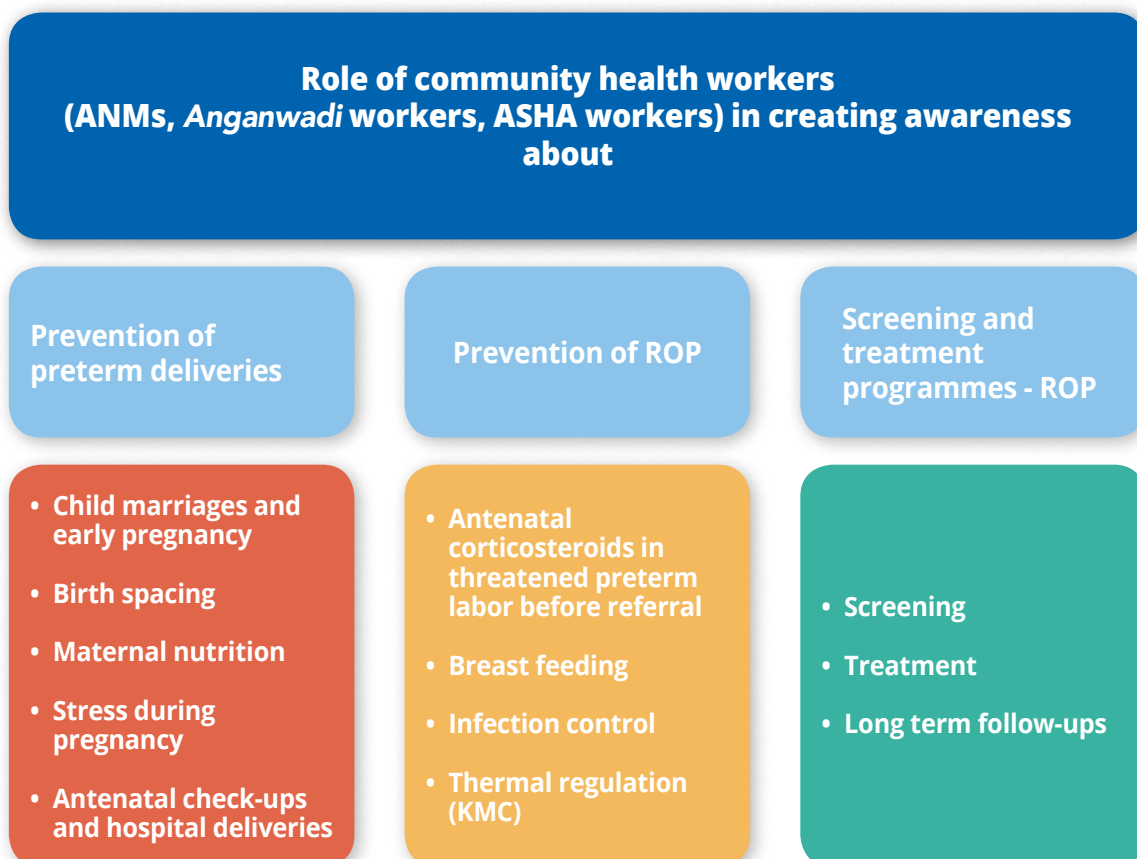 Role of community health workers
(ANMs, Anganwadi workers, ASHA workers) in creating awareness
about
Prevention of
preterm deliveries
Prevention of ROP
Screening and
treatment
programmes - ROP
• Child marriages and
early pregnancy
• Birth spacing
• Maternal nutrition
• Stress during
pregnancy
• Antenatal check-ups
and hospital deliveries
• Antenatal
corticosteroids in
threatened preterm
labor before referral
• Breast feeding
• Infection control
• Thermal regulation
(KMC)
• Screening
• Treatment
• Long term follow-ups